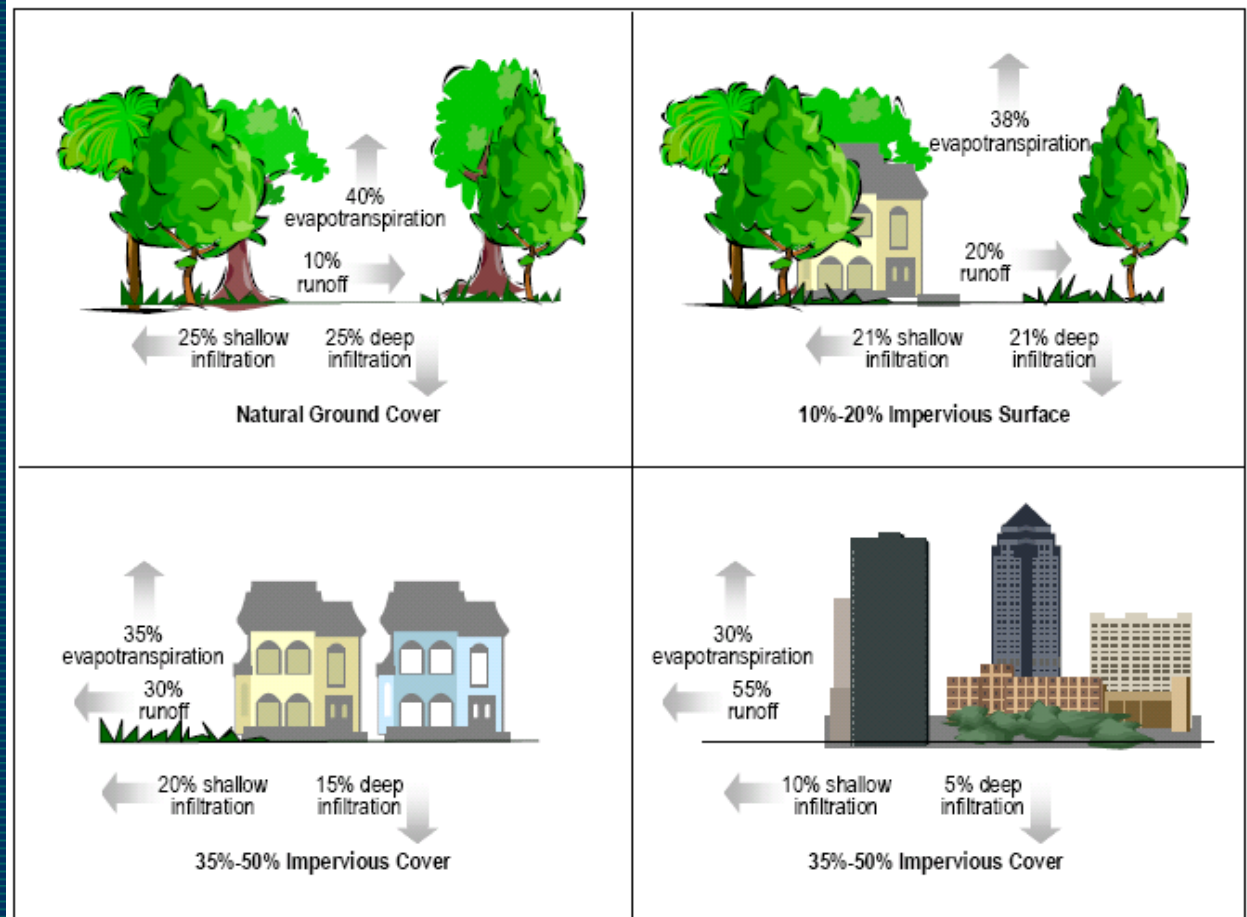 40%
evapotranspiration
10%
runoff
25% shallow
infiltration
25% deep
infiltration
Natural Ground Cover
38%
evapotranspiration
20%
runoff
21% shallow
infiltration
21% deep
infiltration
10%-20% Impervious Surface
35%
evapotranspiration
30%
runoff
20% shallow
infiltration
15% deep
infiltration
35%-50% Impervious Cover
30%
evapotranspiration
55%
runoff
10% shallow
infiltration
5% deep
infiltration
35%-50% Impervious Cover